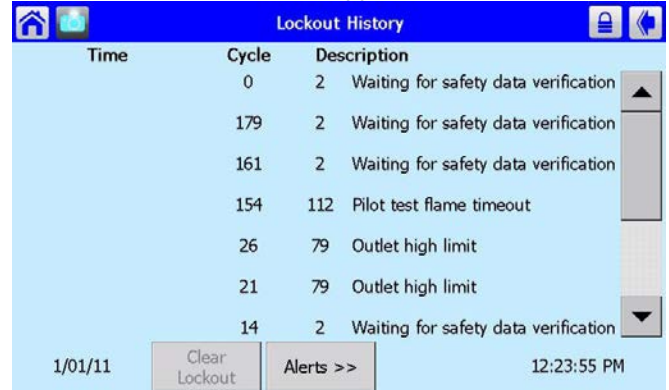 Lockout History
Time Cycle Description
0 2 Waiting for safety data verification
179 2 Waiting for safety data verification
161 2 Waiting for safety data verification
154 112 Pilot test flame timeout
26 79 Outlet high limit
21 79 Outlet high limit
14 2 Waiting for safety data verification
1/01/11 Clear Lockout Alerts >> 12:23:55 PM